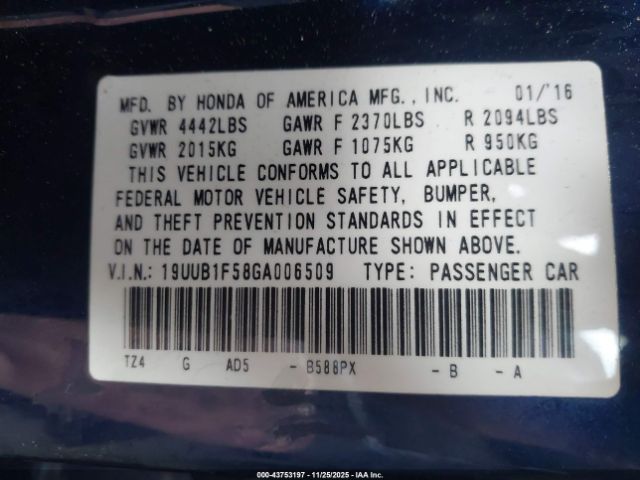 MFD. BY HONDA OF AMERICA MFG., INC. 01/'16
GVWR 4442LBS GAWR F 2370LBS R 2094LBS
GVWR 2015KG GAWR F 1075KG R 950KG
THIS VEHICLE CONFORMS TO ALL APPLICABLE
FEDERAL MOTOR VEHICLE SAFETY, BUMPER,
AND THEFT PREVENTION STANDARDS IN EFFECT
ON THE DATE OF MANUFACTURE SHOWN ABOVE.
V.I.N.: 19UUB1F58GA006509 TYPE: PASSENGER CAR
TZ4 G AD5 - B588PX - B - A
000-43753197 - 11/25/2025 - IAA Inc.